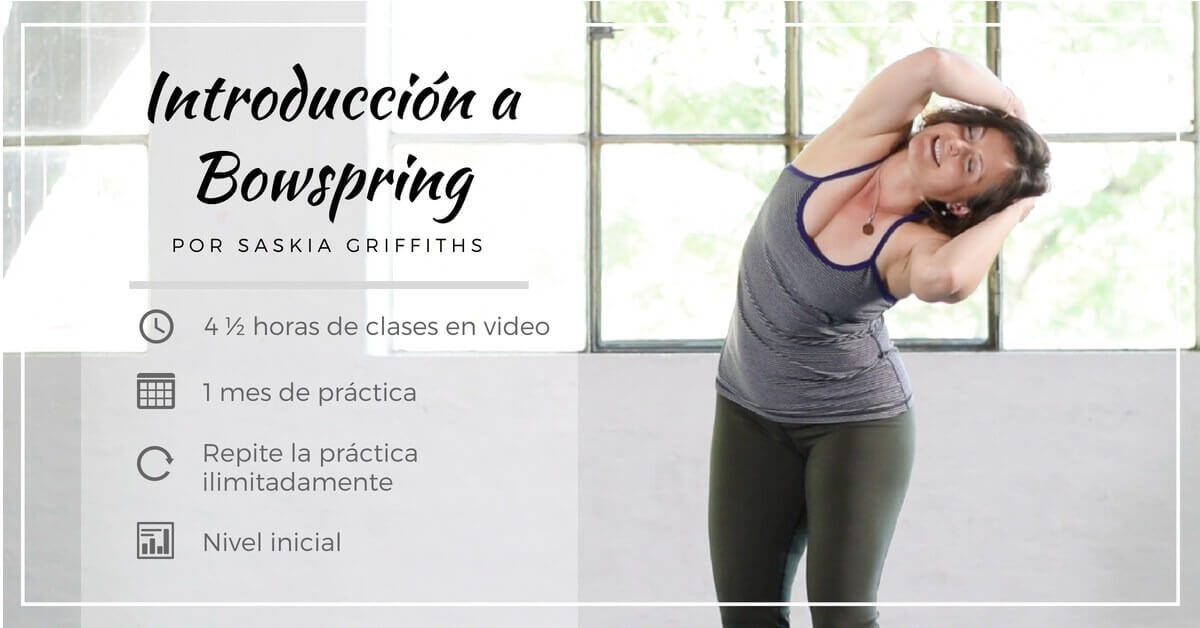 Introducción a
Bowspring
POR SASKIA GRIFFITHS
4 ½ horas de clases en video
1 mes de práctica
Repite la práctica
ilimitadamente
Nivel inicial